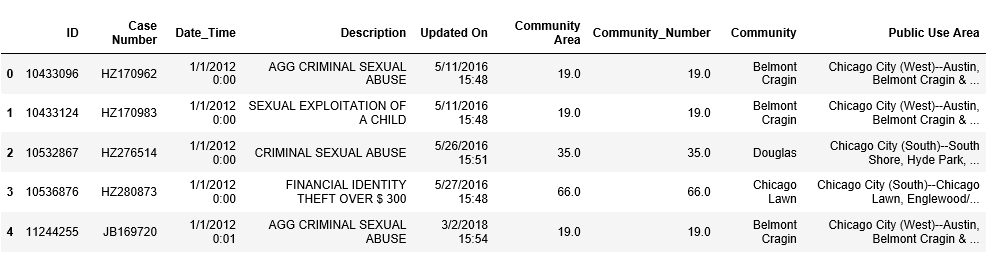 ID Case Number Date_Time Description Updated On Community Area Community_Number Community Public Use Area
0 10433096 HZ170962 1/1/2012 0:00 AGG CRIMINAL SEXUAL ABUSE 5/11/2016 15:48 19.0 19.0 Belmont Cragin Chicago City (West)--Austin, Belmont Cragin & ...
1 10433124 HZ170983 1/1/2012 0:00 SEXUAL EXPLOITATION OF A CHILD 5/11/2016 15:48 19.0 19.0 Belmont Cragin Chicago City (West)--Austin, Belmont Cragin & ...
2 10532867 HZ276514 1/1/2012 0:00 CRIMINAL SEXUAL ABUSE 5/26/2016 15:51 35.0 35.0 Douglas Chicago City (South)--South Shore, Hyde Park, ...
3 10536876 HZ280873 1/1/2012 0:00 FINANCIAL IDENTITY THEFT OVER $ 300 5/27/2016 15:48 66.0 66.0 Chicago Lawn Chicago City (South)--Chicago Lawn, Englewood/...
4 11244255 JB169720 1/1/2012 0:01 AGG CRIMINAL SEXUAL ABUSE 3/2/2018 15:54 19.0 19.0 Belmont Cragin Chicago City (West)--Austin, Belmont Cragin & ...